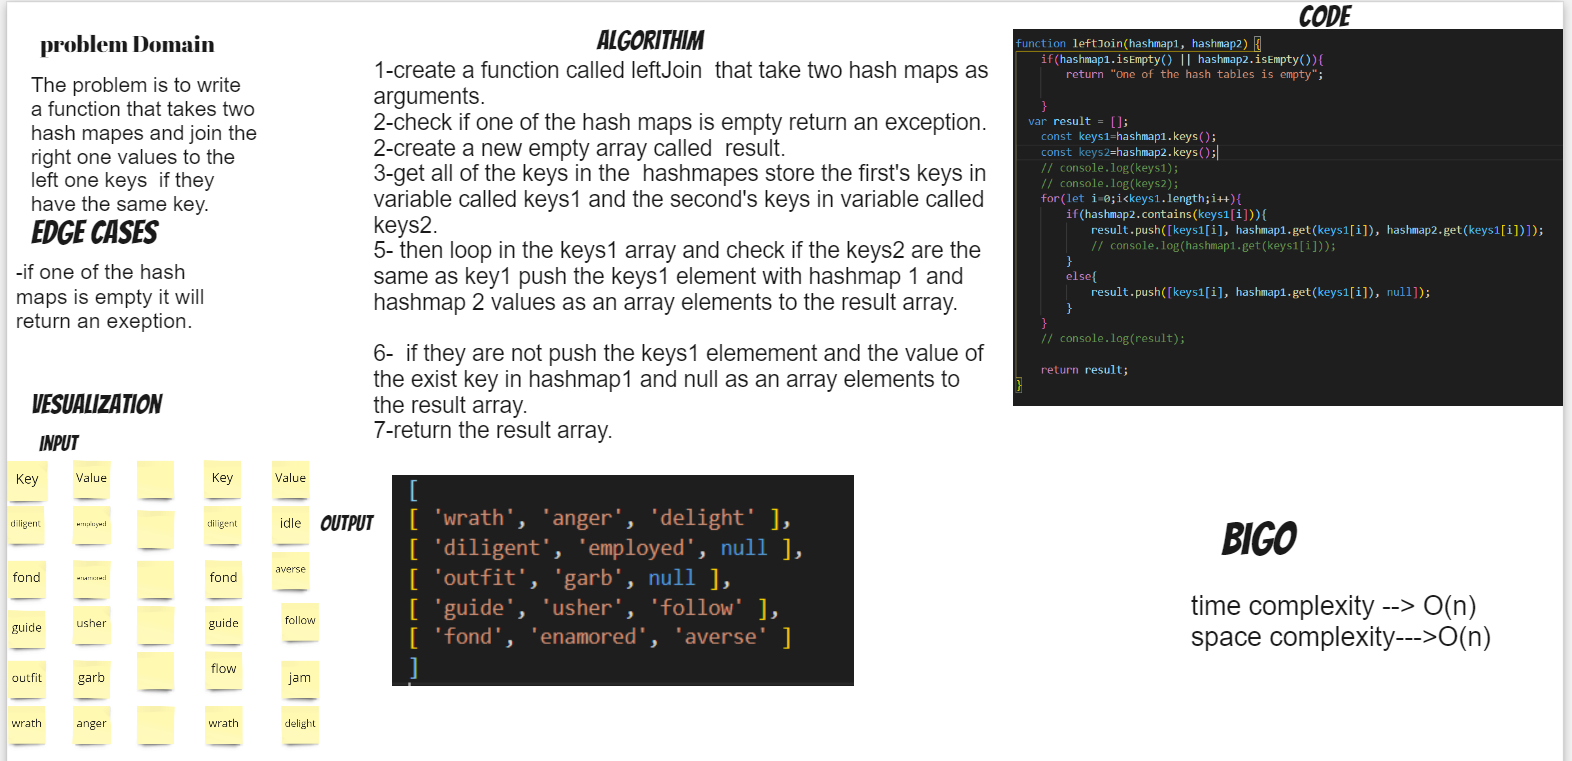 problem Domain
The problem is to write
a function that takes two
hash mapes and join the
right one values to the
left one keys  if they
have the same key.
EDGE CASES
-if one of the hash
maps is empty it will
return an exeption.
VESUALIZATION
INPUT
Key Value Key Value
diligent employed diligent idle
fond enamored fond averse
guide usher guide follow
outfit garb flow jam
wrath anger wrath delight
ALGORITHIM
1-create a function called leftJoin  that take two hash maps as
arguments.
2-check if one of the hash maps is empty return an exception.
2-create a new empty array called  result.
3-get all of the keys in the  hashmapes store the first's keys in
variable called keys1 and the second's keys in variable called
keys2.
5- then loop in the keys1 array and check if the keys2 are the
same as key1 push the keys1 element with hashmap 1 and
hashmap 2 values as an array elements to the result array.
6-  if they are not push the keys1 elemement and the value of
the exist key in hashmap1 and null as an array elements to
the result array.
7-return the result array.
OUTPUT
[
[ 'wrath', 'anger', 'delight' ],
[ 'diligent', 'employed', null ],
[ 'outfit', 'garb', null ],
[ 'guide', 'usher', 'follow' ],
[ 'fond', 'enamored', 'averse' ]
]
CODE
function leftJoin(hashmap1, hashmap2) {
if(hashmap1.isEmpty() || hashmap2.isEmpty()){
return "One of the hash tables is empty";
}
var result = [];
const keys1=hashmap1.keys();
const keys2=hashmap2.keys();
// console.log(keys1);
// console.log(keys2);
for(let i=0;i<keys1.length;i++){
if(hashmap2.contains(keys1[i])){
result.push([keys1[i], hashmap1.get(keys1[i]), hashmap2.get(keys1[i])]);
// console.log(hashmap1.get(keys1[i]));
}
else{
result.push([keys1[i], hashmap1.get(keys1[i]), null]);
}
}
// console.log(result);
return result;
}
BIGO
time complexity --> O(n)
space complexity--->O(n)